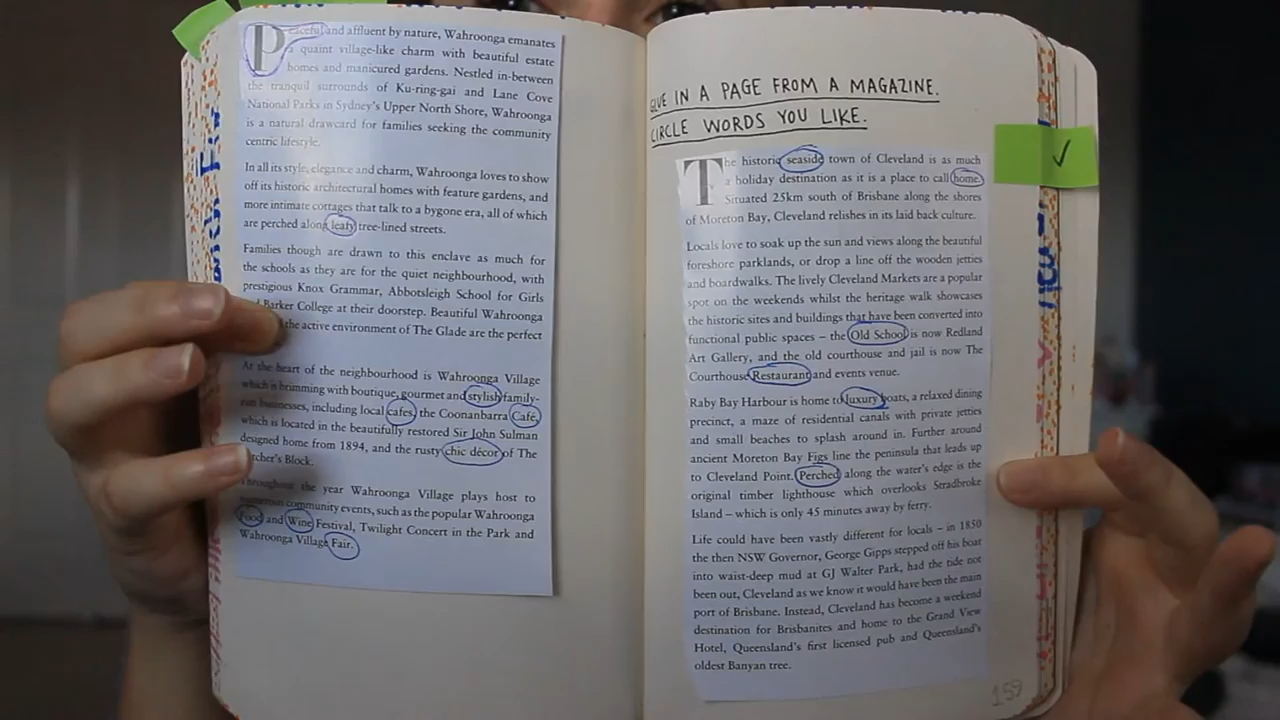 Peaceful and affluent by nature, Wahroonga emanates
a quaint village-like charm with beautiful estate
homes and manicured gardens. Nestled in-between
the tranquil surrounds of Ku-ring-gai and Lane Cove
National Parks in Sydney's Upper North Shore, Wahroonga
is a natural drawcard for families seeking the community
centric lifestyle.
In all its style, elegance and charm, Wahroonga loves to show
off its historic architectural homes with feature gardens, and
more intimate cottages that talk to a bygone era, all of which
are perched along leafy tree-lined streets.
Families though are drawn to this enclave as much for
the schools as they are for the quiet neighbourhood, with
prestigious Knox Grammar, Abbotsleigh School for Girls
Barker College at their doorstep. Beautiful Wahroonga
the active environment of The Glade are the perfect
At the heart of the neighbourhood is Wahroonga Village
which is brimming with boutique, gourmet and stylish family-
run businesses, including local cafes, the Coonanbarra Café,
which is located in the beautifully restored Sir John Sulman
designed home from 1894, and the rusty chic décor of The
Block.
Throughout the year Wahroonga Village plays host to
numerous community events, such as the popular Wahroonga
Food and Wine Festival, Twilight Concert in the Park and
Wahroonga Village Fair.
GLUE IN A PAGE FROM A MAGAZINE.
CIRCLE WORDS YOU LIKE.
The historic seaside town of Cleveland is as much
a holiday destination as it is a place to call home.
Situated 25km south of Brisbane along the shores
of Moreton Bay, Cleveland relishes in its laid back culture.
Locals love to soak up the sun and views along the beautiful
foreshore parklands, or drop a line off the wooden jetties
and boardwalks. The lively Cleveland Markets are a popular
spot on the weekends whilst the heritage walk showcases
the historic sites and buildings that have been converted into
functional public spaces – the Old School is now Redland
Art Gallery, and the old courthouse and jail is now The
Courthouse Restaurant and events venue.
Raby Bay Harbour is home to luxury boats, a relaxed dining
precinct, a maze of residential canals with private jetties
and small beaches to splash around in. Further around
ancient Moreton Bay Figs line the peninsula that leads up
to Cleveland Point. Perched along the water's edge is the
original timber lighthouse which overlooks Stradbroke
Island – which is only 45 minutes away by ferry.
Life could have been vastly different for locals – in 1850
the then NSW Governor, George Gipps stepped off his boat
into waist-deep mud at GJ Walter Park, had the tide not
been out, Cleveland as we know it would have been the main
port of Brisbane. Instead, Cleveland has become a weekend
destination for Brisbanites and home to the Grand View
Hotel, Queensland's first licensed pub and Queensland's
oldest Banyan tree.
159